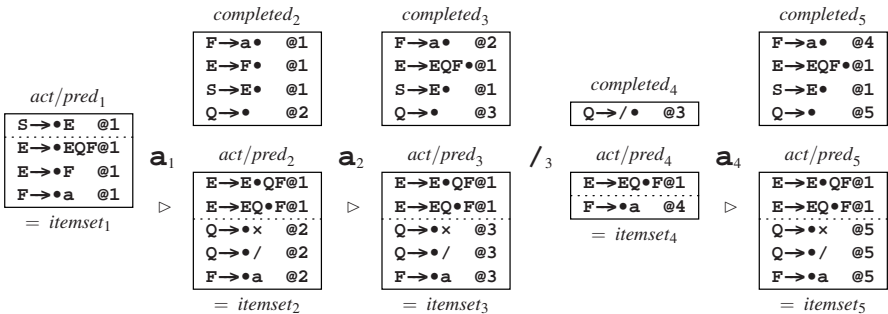 act/pred₁
S→•E @1
E→•EQF@1
E→•F @1
F→•a @1
= itemset₁
a₁
▷
completed₂
F→a• @1
E→F• @1
S→E• @1
Q→• @2
act/pred₂
E→E•QF@1
E→EQ•F@1
Q→•× @2
Q→•/ @2
F→•a @2
= itemset₂
a₂
▷
completed₃
F→a• @2
E→EQF•@1
S→E• @1
Q→• @3
act/pred₃
E→E•QF@1
E→EQ•F@1
Q→•× @3
Q→•/ @3
F→•a @3
= itemset₃
/₃
completed₄
Q→/• @3
act/pred₄
E→EQ•F@1
F→•a @4
= itemset₄
a₄
▷
completed₅
F→a• @4
E→EQF•@1
S→E• @1
Q→• @5
act/pred₅
E→E•QF@1
E→EQ•F@1
Q→•× @5
Q→•/ @5
F→•a @5
= itemset₅